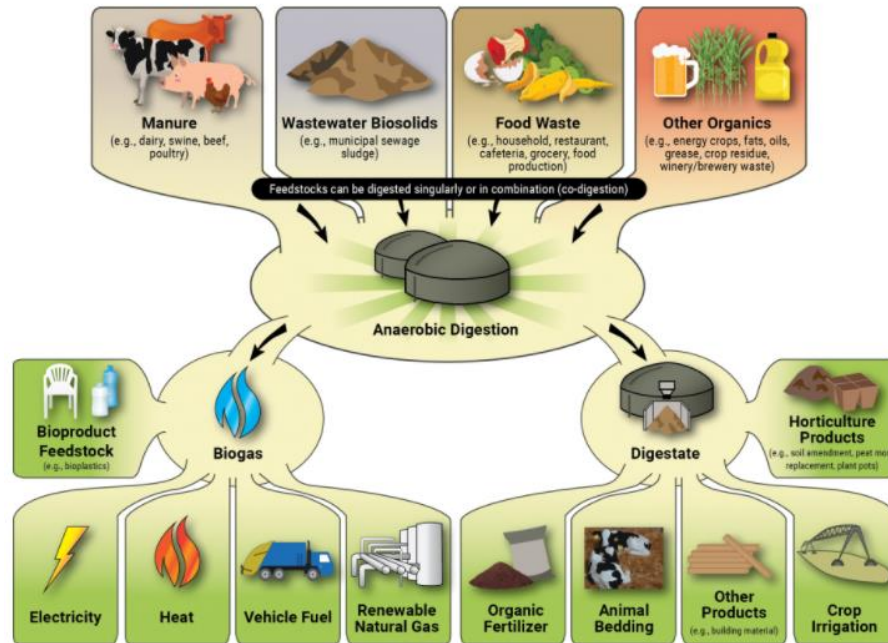 Manure
(e.g., dairy, swine, beef,
poultry)
Wastewater Biosolids
(e.g., municipal sewage
sludge)
Food Waste
(e.g., household, restaurant,
cafeteria, grocery, food
production)
Other Organics
(e.g., energy crops, fats, oils,
grease, crop residue,
winery/brewery waste)
Feedstocks can be digested singularly or in combination (co-digestion)
Anaerobic Digestion
Bioproduct
Feedstock
(e.g., bioplastics)
Biogas
Digestate
Horticulture
Products
(e.g., soil amendment, peat mos
replacement, plant pots)
Electricity
Heat
Vehicle Fuel
Renewable
Natural Gas
Organic
Fertilizer
Animal
Bedding
Other
Products
(e.g., building material)
Crop
Irrigation